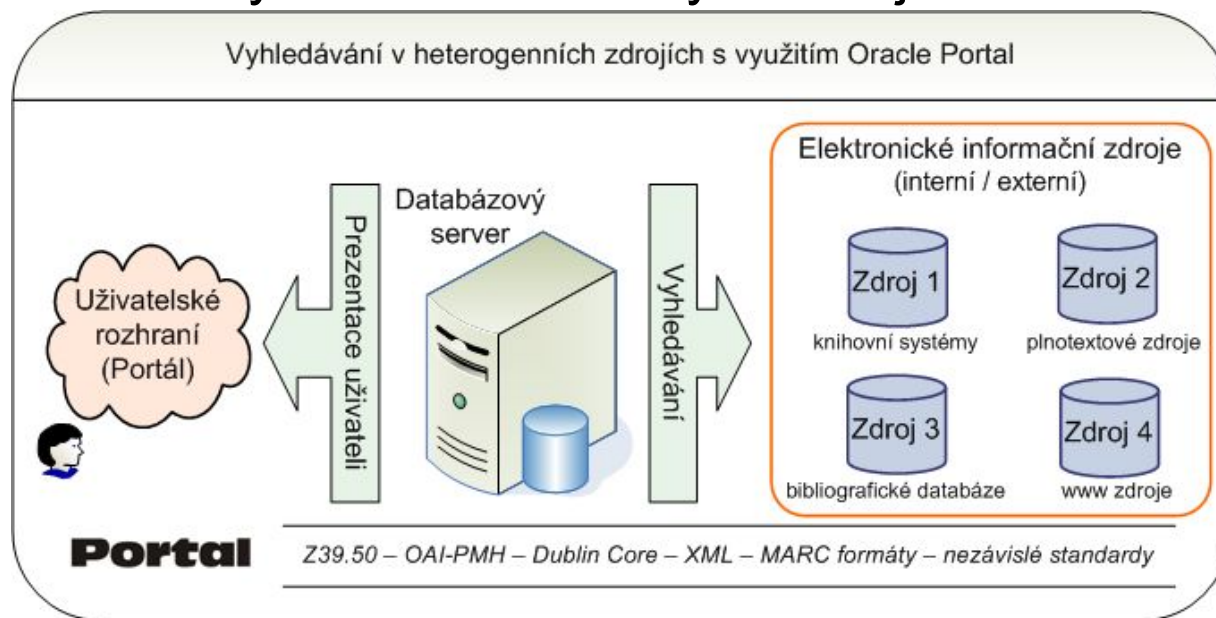 Vyhledávání v heterogenních zdrojích s využitím Oracle Portal
Uživatelské
rozhraní
(Portál)
Prezentace uživateli
Databázový
server
Vyhledávání
Elektronické informační zdroje
(interní / externí)
Zdroj 1
knihovní systémy
Zdroj 2
plnotextové zdroje
Zdroj 3
bibliografické databáze
Zdroj 4
www zdroje
Portal
Z39.50 – OAI-PMH – Dublin Core – XML – MARC formáty – nezávislé standardy